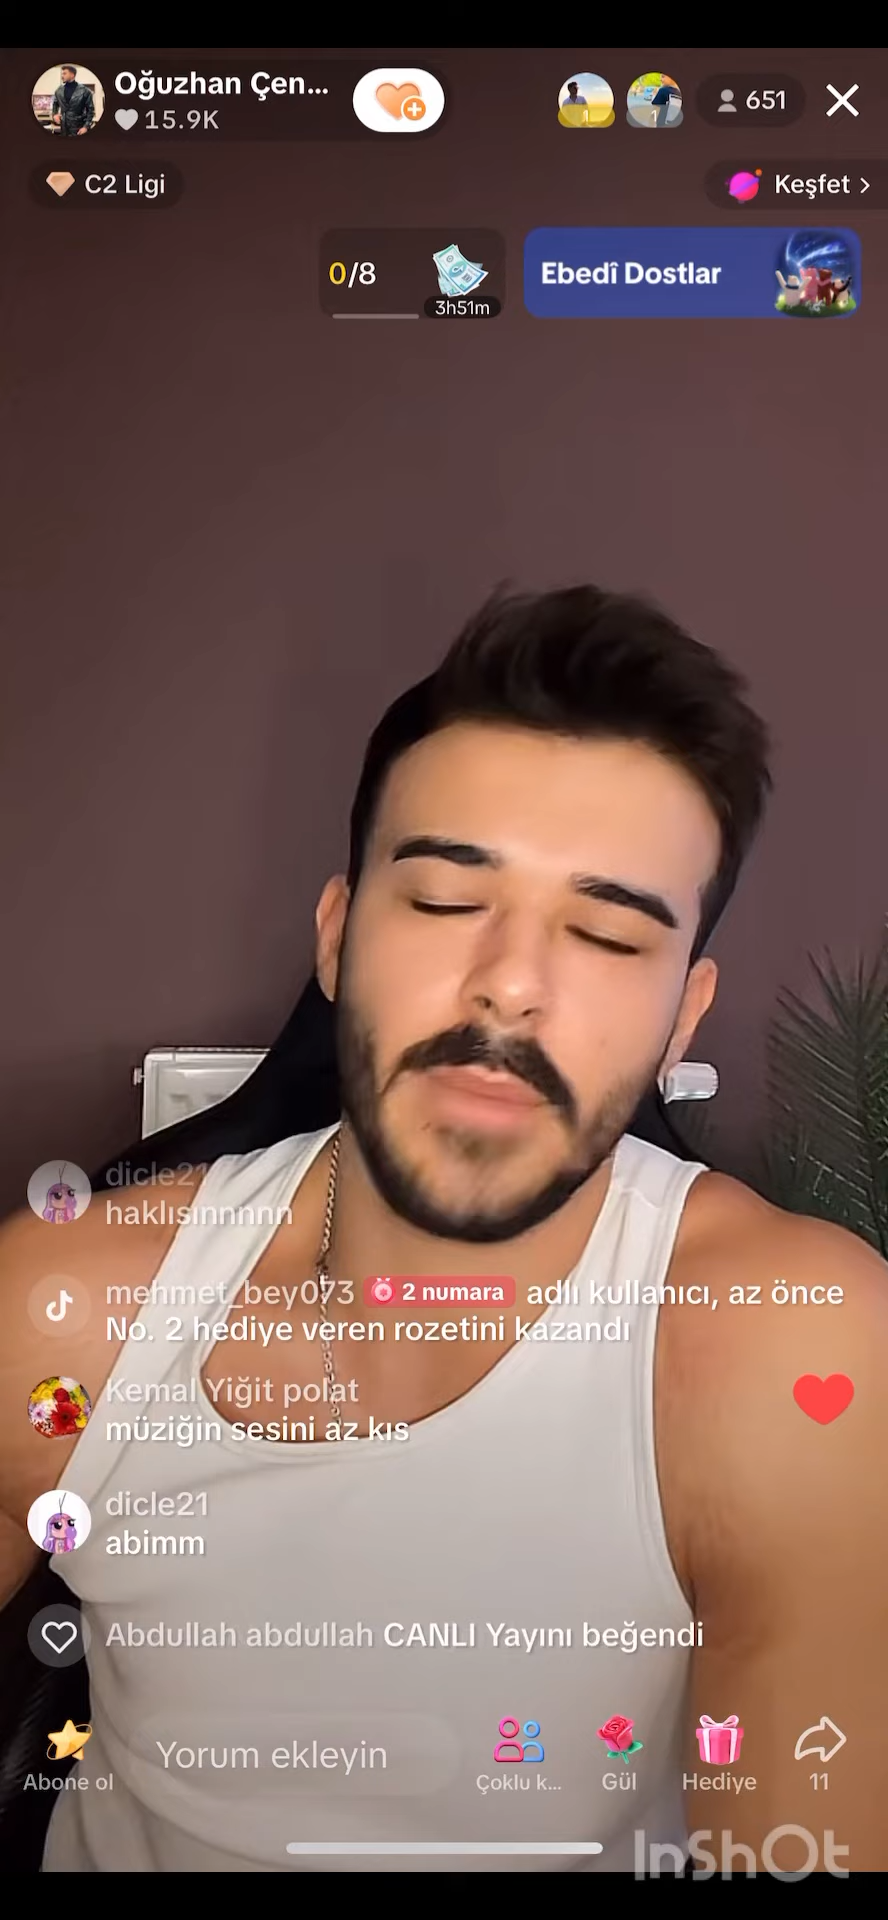 Oğuzhan Çen...
15.9K
1
1
651
C2 Ligi
Keşfet
0/8
3h51m
Ebedî Dostlar
dicle21
haklısınnnnn
mehmet_bey073 2 numara adlı kullanıcı, az önce
No. 2 hediye veren rozetini kazandı
Kemal Yiğit polat
müziğin sesini az kıs
dicle21
abimm
Abdullah abdullah CANLI Yayını beğendi
Yorum ekleyin
Abone ol
Çoklu k...
Gül
Hediye
11
InShOt